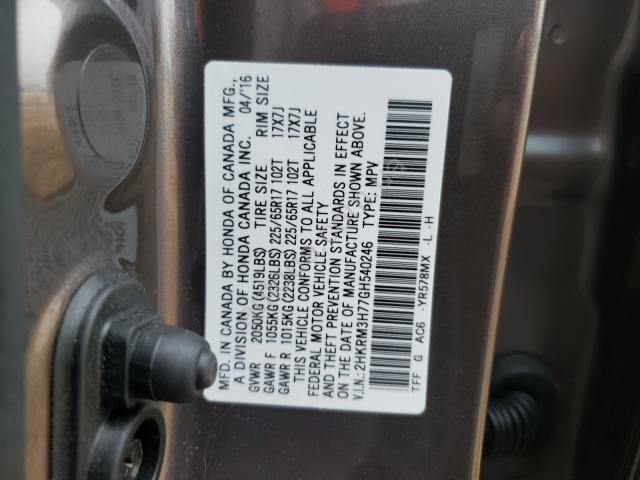 MFD. IN CANADA BY HONDA OF CANADA MFG.,
A DIVISION OF HONDA CANADA INC. 04/'16
GVWR 2050KG(4519LBS) TIRE SIZE RIM SIZE
GAWR F 1055KG(2326LBS) 225/65R17 102T 17X7J
GAWR R 1015KG(2238LBS) 225/65R17 102T 17X7J
THIS VEHICLE CONFORMS TO ALL APPLICABLE
FEDERAL MOTOR VEHICLE SAFETY
AND THEFT PREVENTION STANDARDS IN EFFECT
ON THE DATE OF MANUFACTURE SHOWN ABOVE.
V.I.N.:2HKRM3H77GH540246 TYPE: MPV
TFF G AC6 -YR578MX -L -H